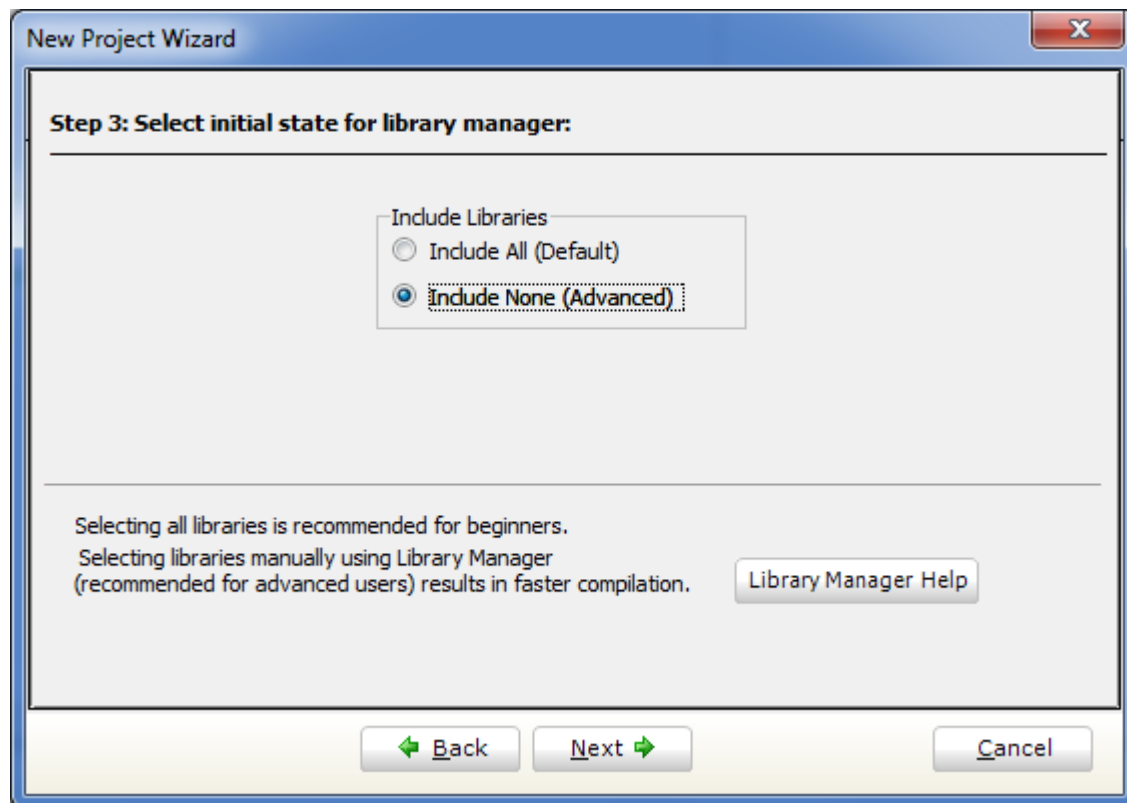 New Project Wizard
Step 3: Select initial state for library manager:
Include Libraries
Include All (Default)
Include None (Advanced)
Selecting all libraries is recommended for beginners.
Selecting libraries manually using Library Manager
(recommended for advanced users) results in faster compilation.
Library Manager Help
Back
Next
Cancel